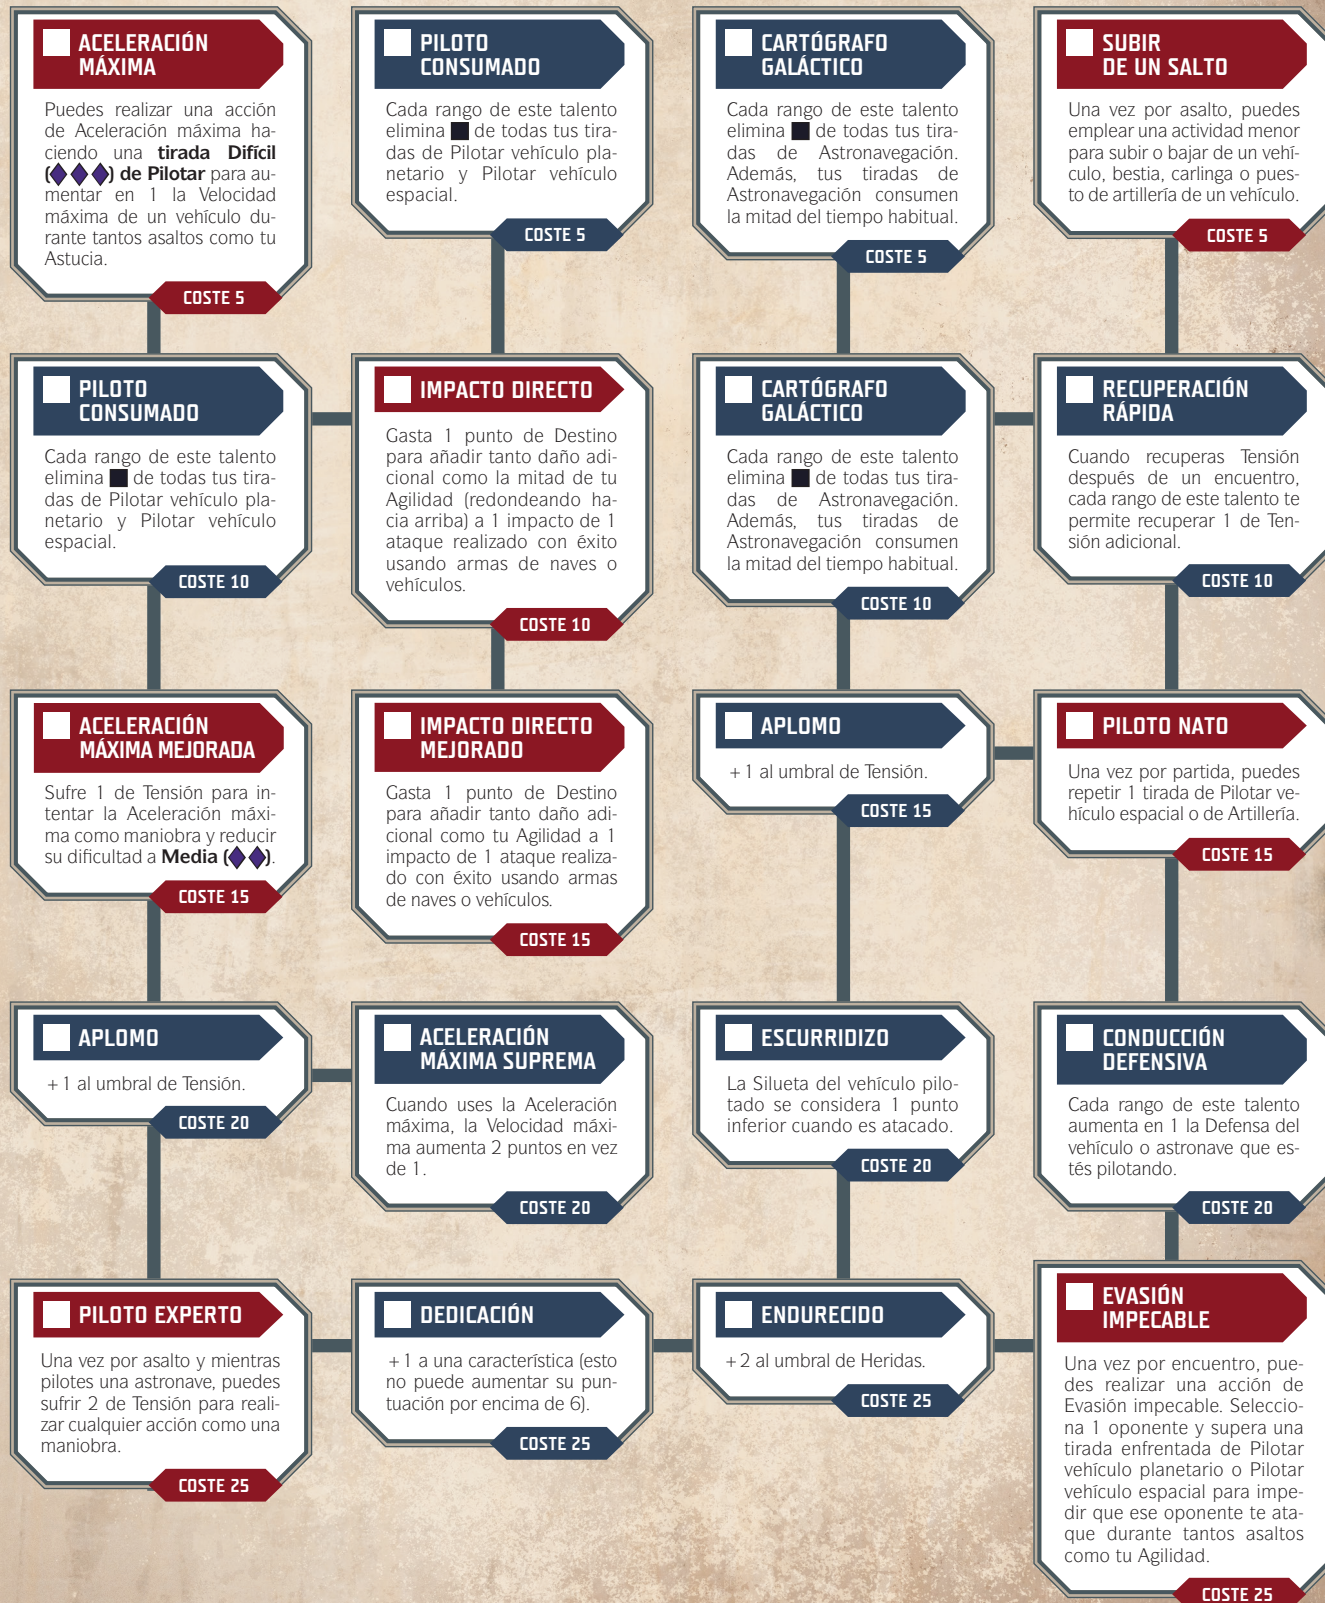 ACELERACIÓN
MÁXIMA
Puedes realizar una acción
de Aceleración máxima ha-
ciendo una tirada Difícil
(◆◆◆) de Pilotar para au-
mentar en 1 la Velocidad
máxima de un vehículo du-
rante tantos asaltos como tu
Astucia.
COSTE 5
PILOTO
CONSUMADO
Cada rango de este talento
elimina ■ de todas tus tira-
das de Pilotar vehículo pla-
netario y Pilotar vehículo
espacial.
COSTE 5
CARTÓGRAFO
GALÁCTICO
Cada rango de este talento
elimina ■ de todas tus tira-
das de Astronavegación.
Además, tus tiradas de
Astronavegación consumen
la mitad del tiempo habitual.
COSTE 5
SUBIR
DE UN SALTO
Una vez por asalto, puedes
emplear una actividad menor
para subir o bajar de un vehí-
culo, bestia, carlinga o pues-
to de artillería de un vehículo.
COSTE 5
PILOTO
CONSUMADO
Cada rango de este talento
elimina ■ de todas tus tira-
das de Pilotar vehículo pla-
netario y Pilotar vehículo
espacial.
COSTE 10
IMPACTO DIRECTO
Gasta 1 punto de Destino
para añadir tanto daño adi-
cional como la mitad de tu
Agilidad (redondeando ha-
cia arriba) a 1 impacto de 1
ataque realizado con éxito
usando armas de naves o
vehículos.
COSTE 10
CARTÓGRAFO
GALÁCTICO
Cada rango de este talento
elimina ■ de todas tus tira-
das de Astronavegación.
Además, tus tiradas de
Astronavegación consumen
la mitad del tiempo habitual.
COSTE 10
RECUPERACIÓN
RÁPIDA
Cuando recuperas Tensión
después de un encuentro,
cada rango de este talento te
permite recuperar 1 de Ten-
sión adicional.
COSTE 10
ACELERACIÓN
MÁXIMA MEJORADA
Sufre 1 de Tensión para in-
tentar la Aceleración máxi-
ma como maniobra y reducir
su dificultad a Media (◆◆).
COSTE 15
IMPACTO DIRECTO
MEJORADO
Gasta 1 punto de Destino
para añadir tanto daño adi-
cional como tu Agilidad a 1
impacto de 1 ataque realiza-
do con éxito usando armas
de naves o vehículos.
COSTE 15
APLOMO
+1 al umbral de Tensión.
COSTE 15
PILOTO NATO
Una vez por partida, puedes
repetir 1 tirada de Pilotar ve-
hículo espacial o de Artillería.
COSTE 15
APLOMO
+1 al umbral de Tensión.
COSTE 20
ACELERACIÓN
MÁXIMA SUPREMA
Cuando uses la Aceleración
máxima, la Velocidad máxi-
ma aumenta 2 puntos en vez
de 1.
COSTE 20
ESCURRIDIZO
La Silueta del vehículo pilo-
tado se considera 1 punto
inferior cuando es atacado.
COSTE 20
CONDUCCIÓN
DEFENSIVA
Cada rango de este talento
aumenta en 1 la Defensa del
vehículo o astronave que es-
tés pilotando.
COSTE 20
PILOTO EXPERTO
Una vez por asalto y mientras
pilotes una astronave, puedes
sufrir 2 de Tensión para reali-
zar cualquier acción como una
maniobra.
COSTE 25
DEDICACIÓN
+1 a una característica (esto
no puede aumentar su pun-
tuación por encima de 6).
COSTE 25
ENDURECIDO
+2 al umbral de Heridas.
COSTE 25
EVASIÓN
IMPECABLE
Una vez por encuentro, pue-
des realizar una acción de
Evasión impecable. Seleccio-
na 1 oponente y supera una
tirada enfrentada de Pilotar
vehículo planetario o Pilotar
vehículo espacial para impe-
dir que ese oponente te ata-
que durante tantos asaltos
como tu Agilidad.
COSTE 25